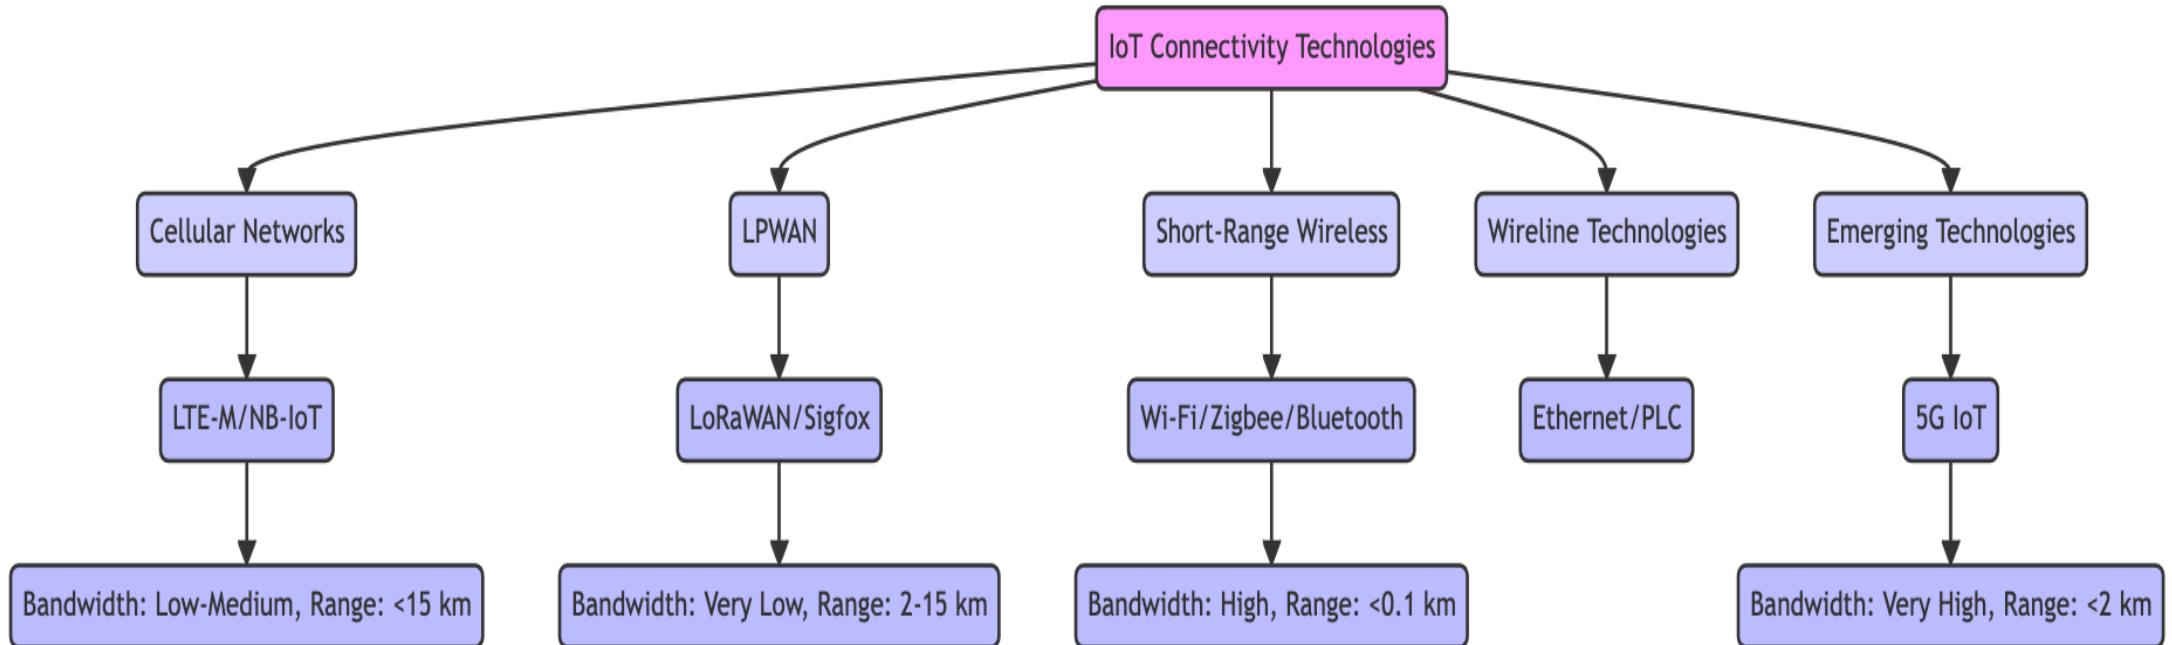 IoT Connectivity Technologies
Cellular Networks
LPWAN
Short-Range Wireless
Wireline Technologies
Emerging Technologies
LTE-M/NB-IoT
LoRaWAN/Sigfox
Wi-Fi/Zigbee/Bluetooth
Ethernet/PLC
5G IoT
Bandwidth: Low-Medium, Range: <15 km
Bandwidth: Very Low, Range: 2-15 km
Bandwidth: High, Range: <0.1 km
Bandwidth: Very High, Range: <2 km